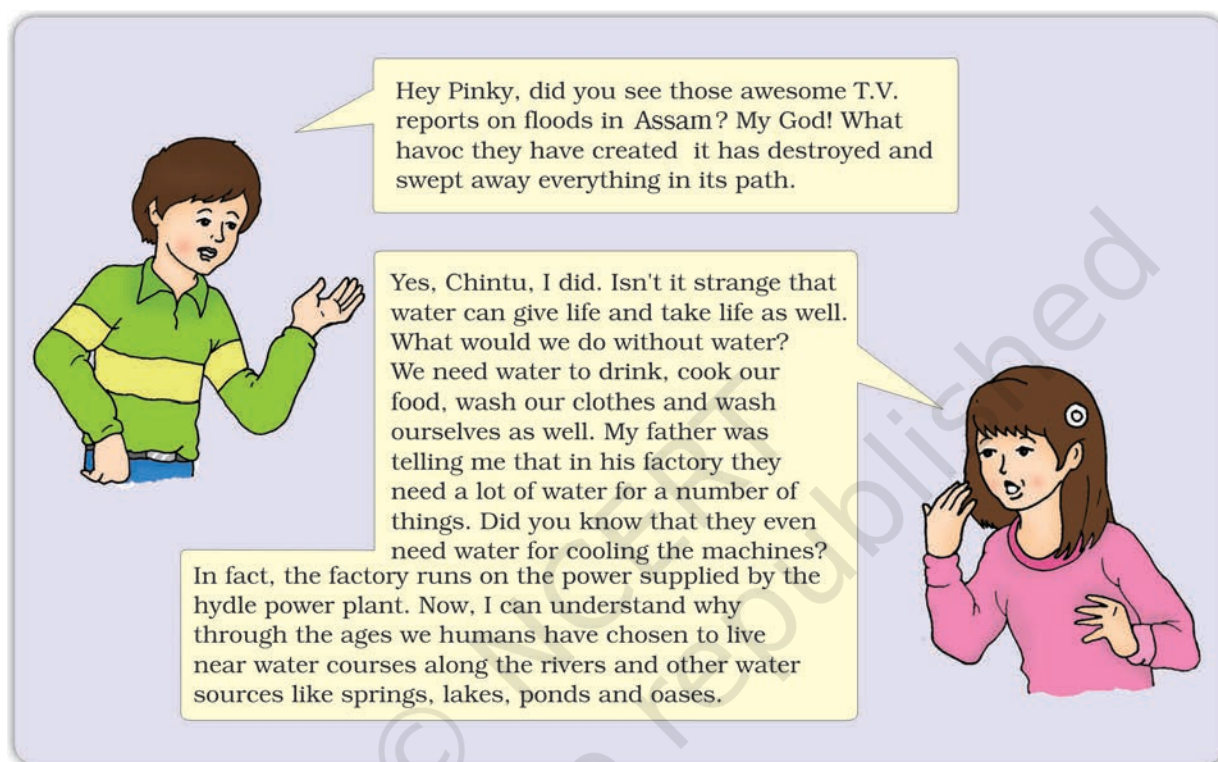 Hey Pinky, did you see those awesome T.V.
reports on floods in Assam? My God! What
havoc they have created it has destroyed and
swept away everything in its path.
Yes, Chintu, I did. Isn't it strange that
water can give life and take life as well.
What would we do without water?
We need water to drink, cook our
food, wash our clothes and wash
ourselves as well. My father was
telling me that in his factory they
need a lot of water for a number of
things. Did you know that they even
need water for cooling the machines?
In fact, the factory runs on the power supplied by the
hydle power plant. Now, I can understand why
through the ages we humans have chosen to live
near water courses along the rivers and other water
sources like springs, lakes, ponds and oases.
© NCERT
republished